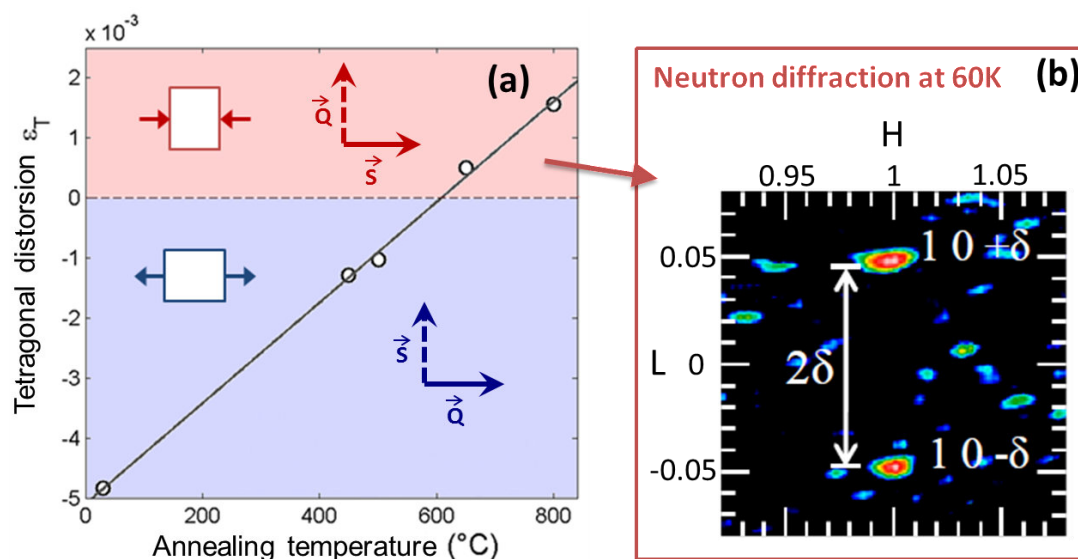 x 10⁻³
Tetragonal distorsion ε_T
2
1
0
-1
-2
-3
-4
-5
(a)
Q
S
S
Q
0
200
400
600
800
Annealing temperature (°C)
Neutron diffraction at 60K
(b)
H
0.95
1
1.05
L
0.05
0
-0.05
1 0 +δ
2δ
1 0 -δ